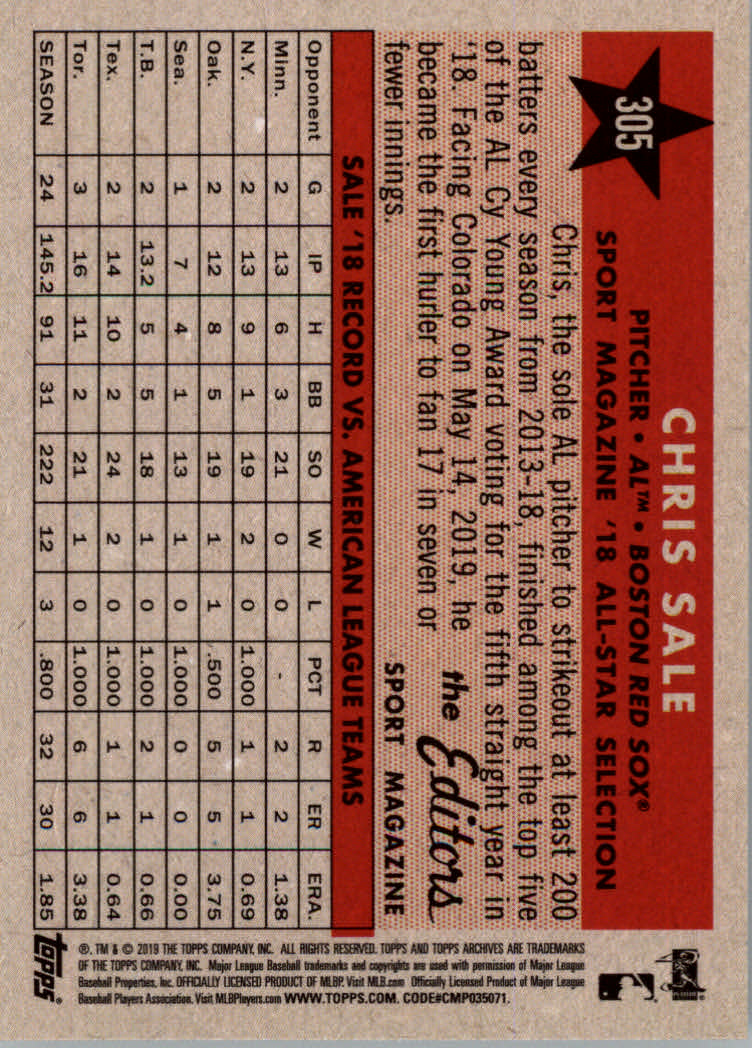 305
CHRIS SALE
PITCHER • AL™ • BOSTON RED SOX®
SPORT MAGAZINE '18 ALL-STAR SELECTION
Chris, the sole AL pitcher to strikeout at least 200
batters every season from 2013-18, finished among the top five
of the AL Cy Young Award voting for the fifth straight year in
'18. Facing Colorado on May 14, 2019, he
became the first hurler to fan 17 in seven or
fewer innings.
the Editors
SPORT MAGAZINE
SALE '18 RECORD VS. AMERICAN LEAGUE TEAMS
Opponent G IP H BB SO W L PCT R ER ERA
Minn. 2 13 6 3 21 0 0 - 2 2 1.38
N.Y. 2 13 9 1 19 2 0 1.000 1 1 0.69
Oak. 2 12 8 5 19 1 1 .500 5 5 3.75
Sea. 1 7 4 1 13 1 0 1.000 0 0 0.00
T.B. 2 13.2 5 5 18 1 0 1.000 2 1 0.66
Tex. 2 14 10 2 24 2 0 1.000 1 1 0.64
Tor. 3 16 11 2 21 1 0 1.000 6 6 3.38
SEASON 24 145.2 91 31 222 12 3 .800 32 30 1.85
topps®
®, TM & © 2019 THE TOPPS COMPANY, INC. ALL RIGHTS RESERVED. TOPPS AND TOPPS ARCHIVES ARE TRADEMARKS
OF THE TOPPS COMPANY, INC. Major League Baseball trademarks and copyrights are used with permission of Major League
Baseball Properties, Inc. OFFICIALLY LICENSED PRODUCT OF MLBP. Visit MLB.com Officially Licensed Product of Major League
Baseball Players Association. Visit MLBPlayers.com WWW.TOPPS.COM. CODE#CMP035071.